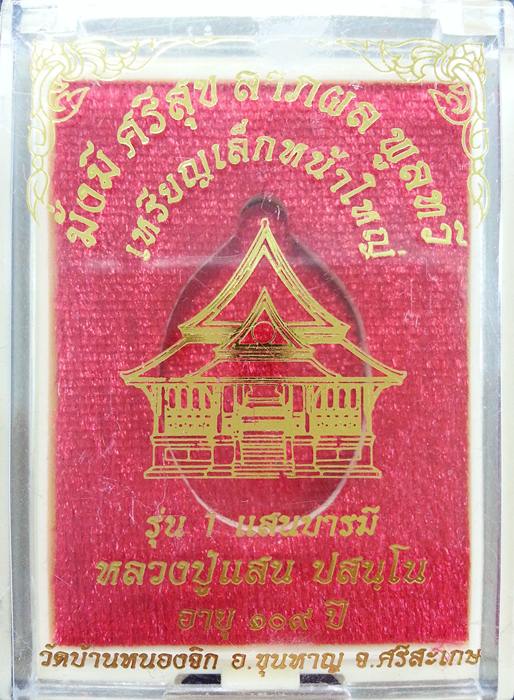 มั่งมี ศรีสุข ลาภผล พูลทวี
เหรียญเล็กหน้าใหญ่
รุ่น 1 แสนบารมี
หลวงปู่แสน ปสนฺโน
อายุ ๑๐๙ ปี
วัดบ้านหนองจิก อ.ขุนหาญ จ.ศรีสะเกษ